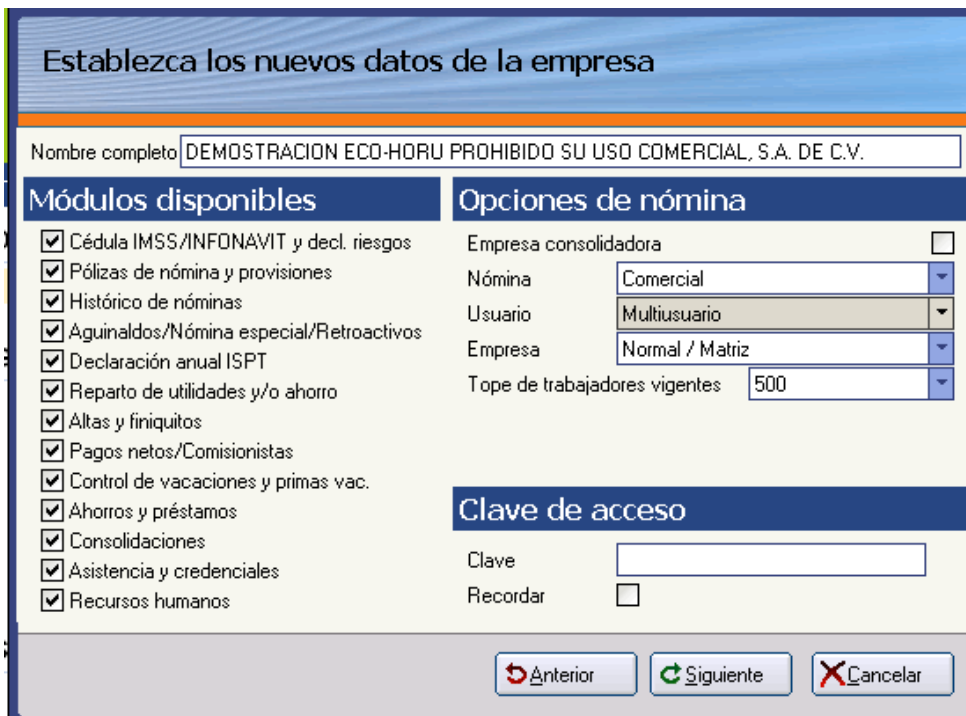 Establezca los nuevos datos de la empresa
Nombre completo DEMOSTRACION ECO-HORU PROHIBIDO SU USO COMERCIAL, S.A. DE C.V.
Módulos disponibles
Cédula IMSS/INFONAVIT y decl. riesgos
Pólizas de nómina y provisiones
Histórico de nóminas
Aguinaldos/Nómina especial/Retroactivos
Declaración anual ISPT
Reparto de utilidades y/o ahorro
Altas y finiquitos
Pagos netos/Comisionistas
Control de vacaciones y primas vac.
Ahorros y préstamos
Consolidaciones
Asistencia y credenciales
Recursos humanos
Opciones de nómina
Empresa consolidadora
Nómina Comercial
Usuario Multiusuario
Empresa Normal / Matriz
Tope de trabajadores vigentes 500
Clave de acceso
Clave
Recordar
Anterior Siguiente Cancelar